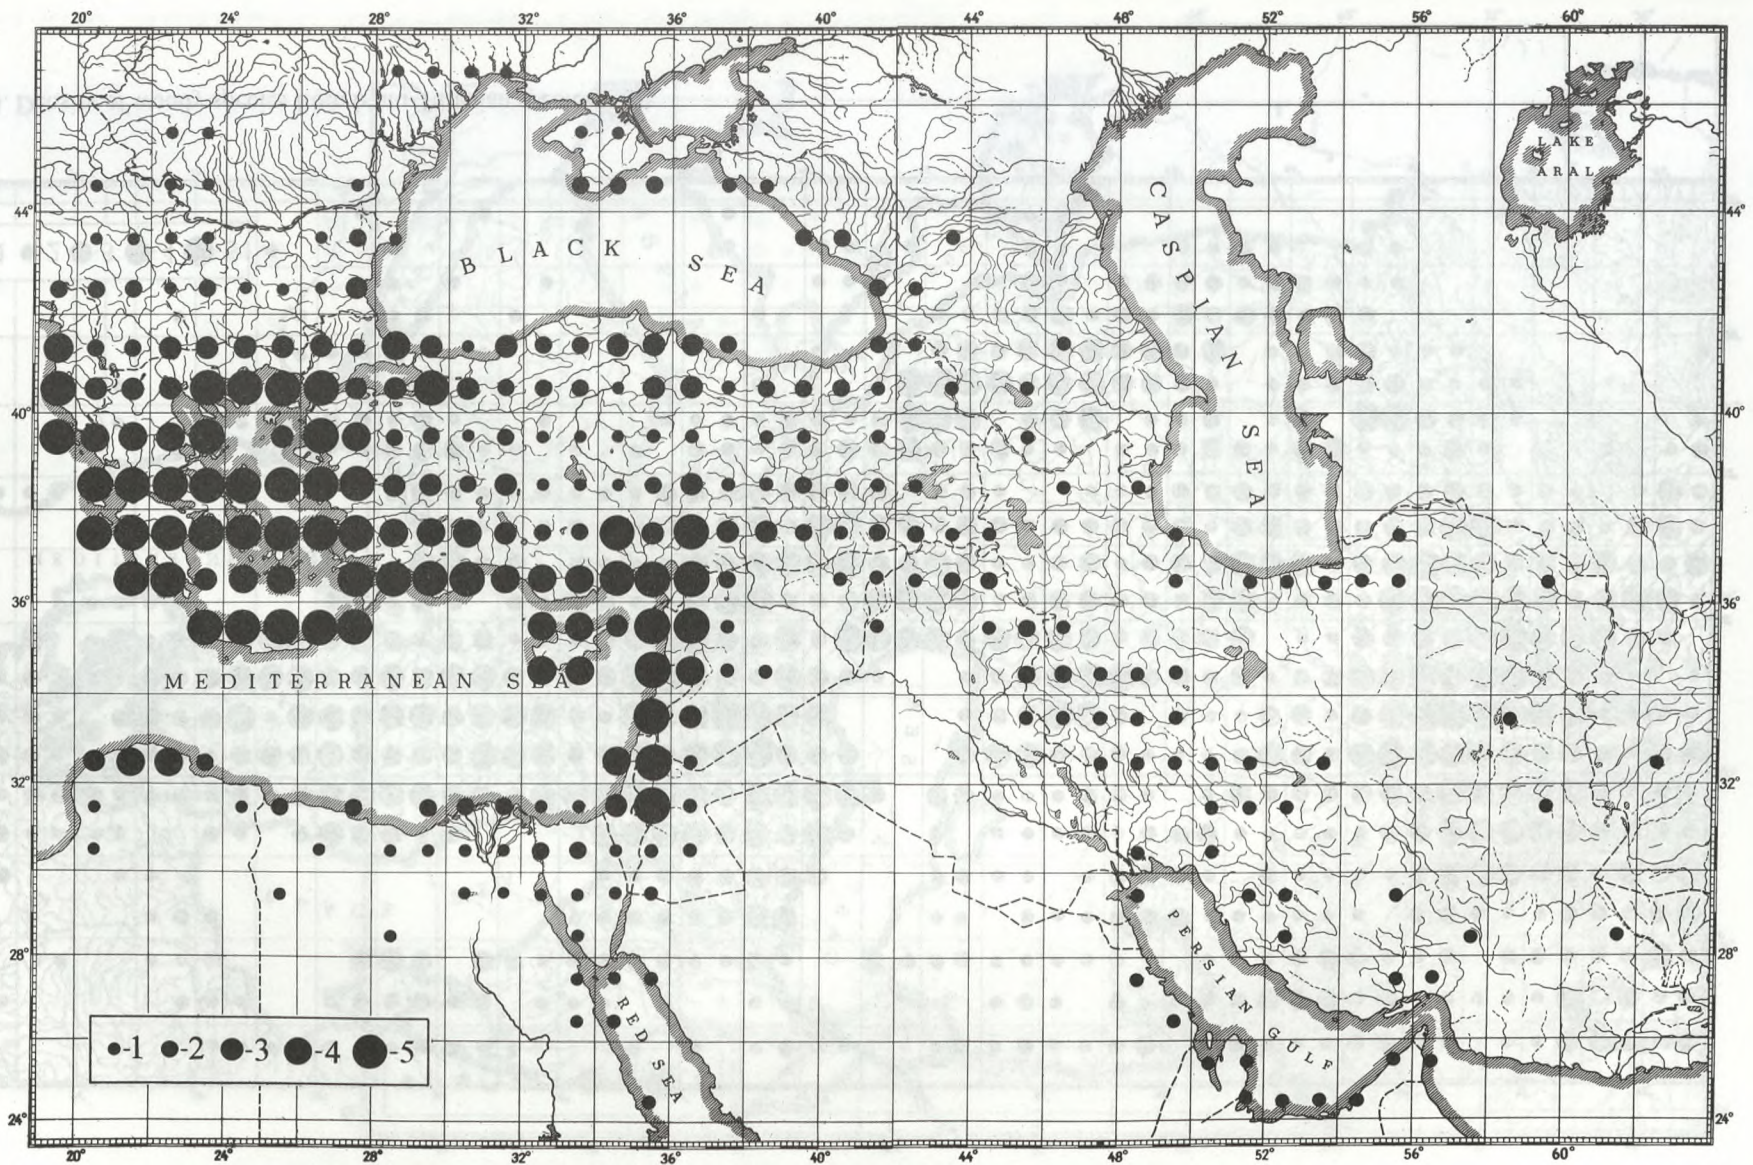 20° 24° 28° 32° 36° 40° 44° 48° 52° 56° 60°
LAKE
ARAL
CASPIAN SEA
44° 44°
BLACK SEA
40° 40°
36° 36°
MEDITERRANEAN SEA
32° 32°
28° 28°
PERSIAN GULF
RED SEA
-1 -2 -3 -4 -5
24° 24°
20° 24° 28° 32° 36° 40° 44° 48° 52° 56° 60°